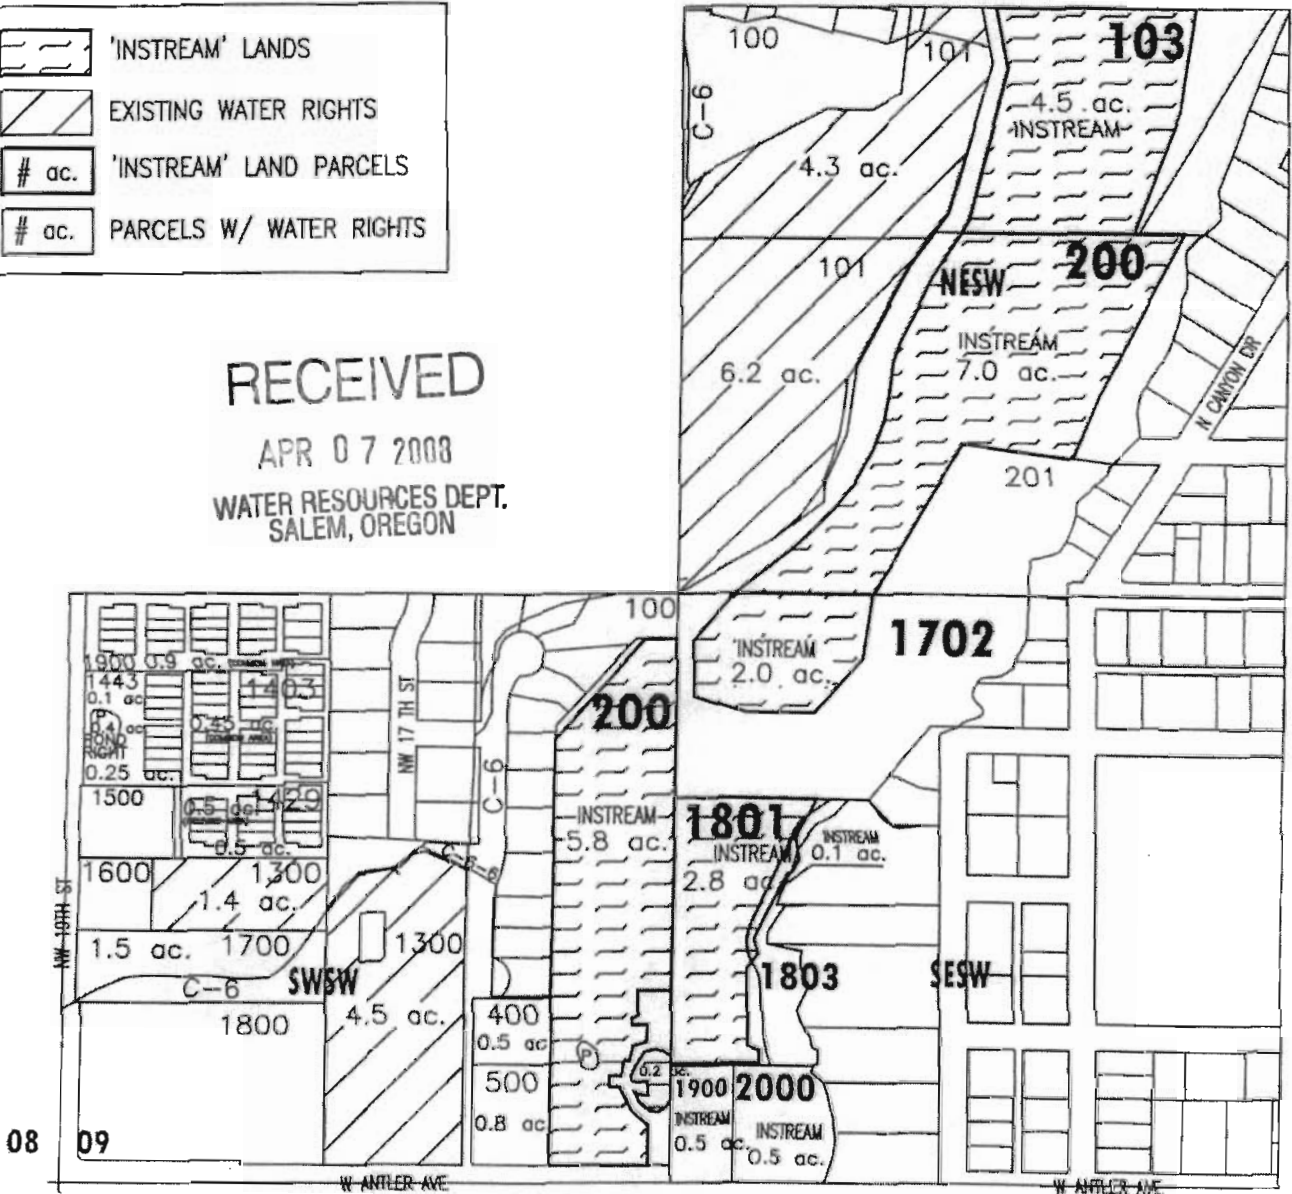 'INSTREAM' LANDS
EXISTING WATER RIGHTS
# ac. 'INSTREAM' LAND PARCELS
# ac. PARCELS W/ WATER RIGHTS
RECEIVED
APR 07 2008
WATER RESOURCES DEPT.
SALEM, OREGON
100
101
103
C-6
4.5 ac.
INSTREAM
4.3 ac.
101
NESW
200
INSTREAM
7.0 ac.
6.2 ac.
N CANYON DR
201
100
1702
INSTREAM
2.0 ac.
1900 0.9 ac.
1443
0.1 ac
1403
P
0.45 ac.
COMMON AREA
POND
RIGHT
0.25 ac.
NW 17 TH ST
200
C-6
1500
0.5 ac.
1429
0.5 ac.
INSTREAM
5.8 ac.
1801
INSTREAM
2.8 ac
INSTREAM
0.1 ac.
C-6-6
1600
1300
1.4 ac.
NW 19TH ST
1.5 ac.
1700
1300
C-6
SWSW
1803
SESW
1800
4.5 ac.
400
0.5 ac
P
500
0.8 ac
0.2 ac.
1900
INSTREAM
0.5 ac.
2000
INSTREAM
0.5 ac.
08
09
W ANTLER AVE
W ANTLER AVE